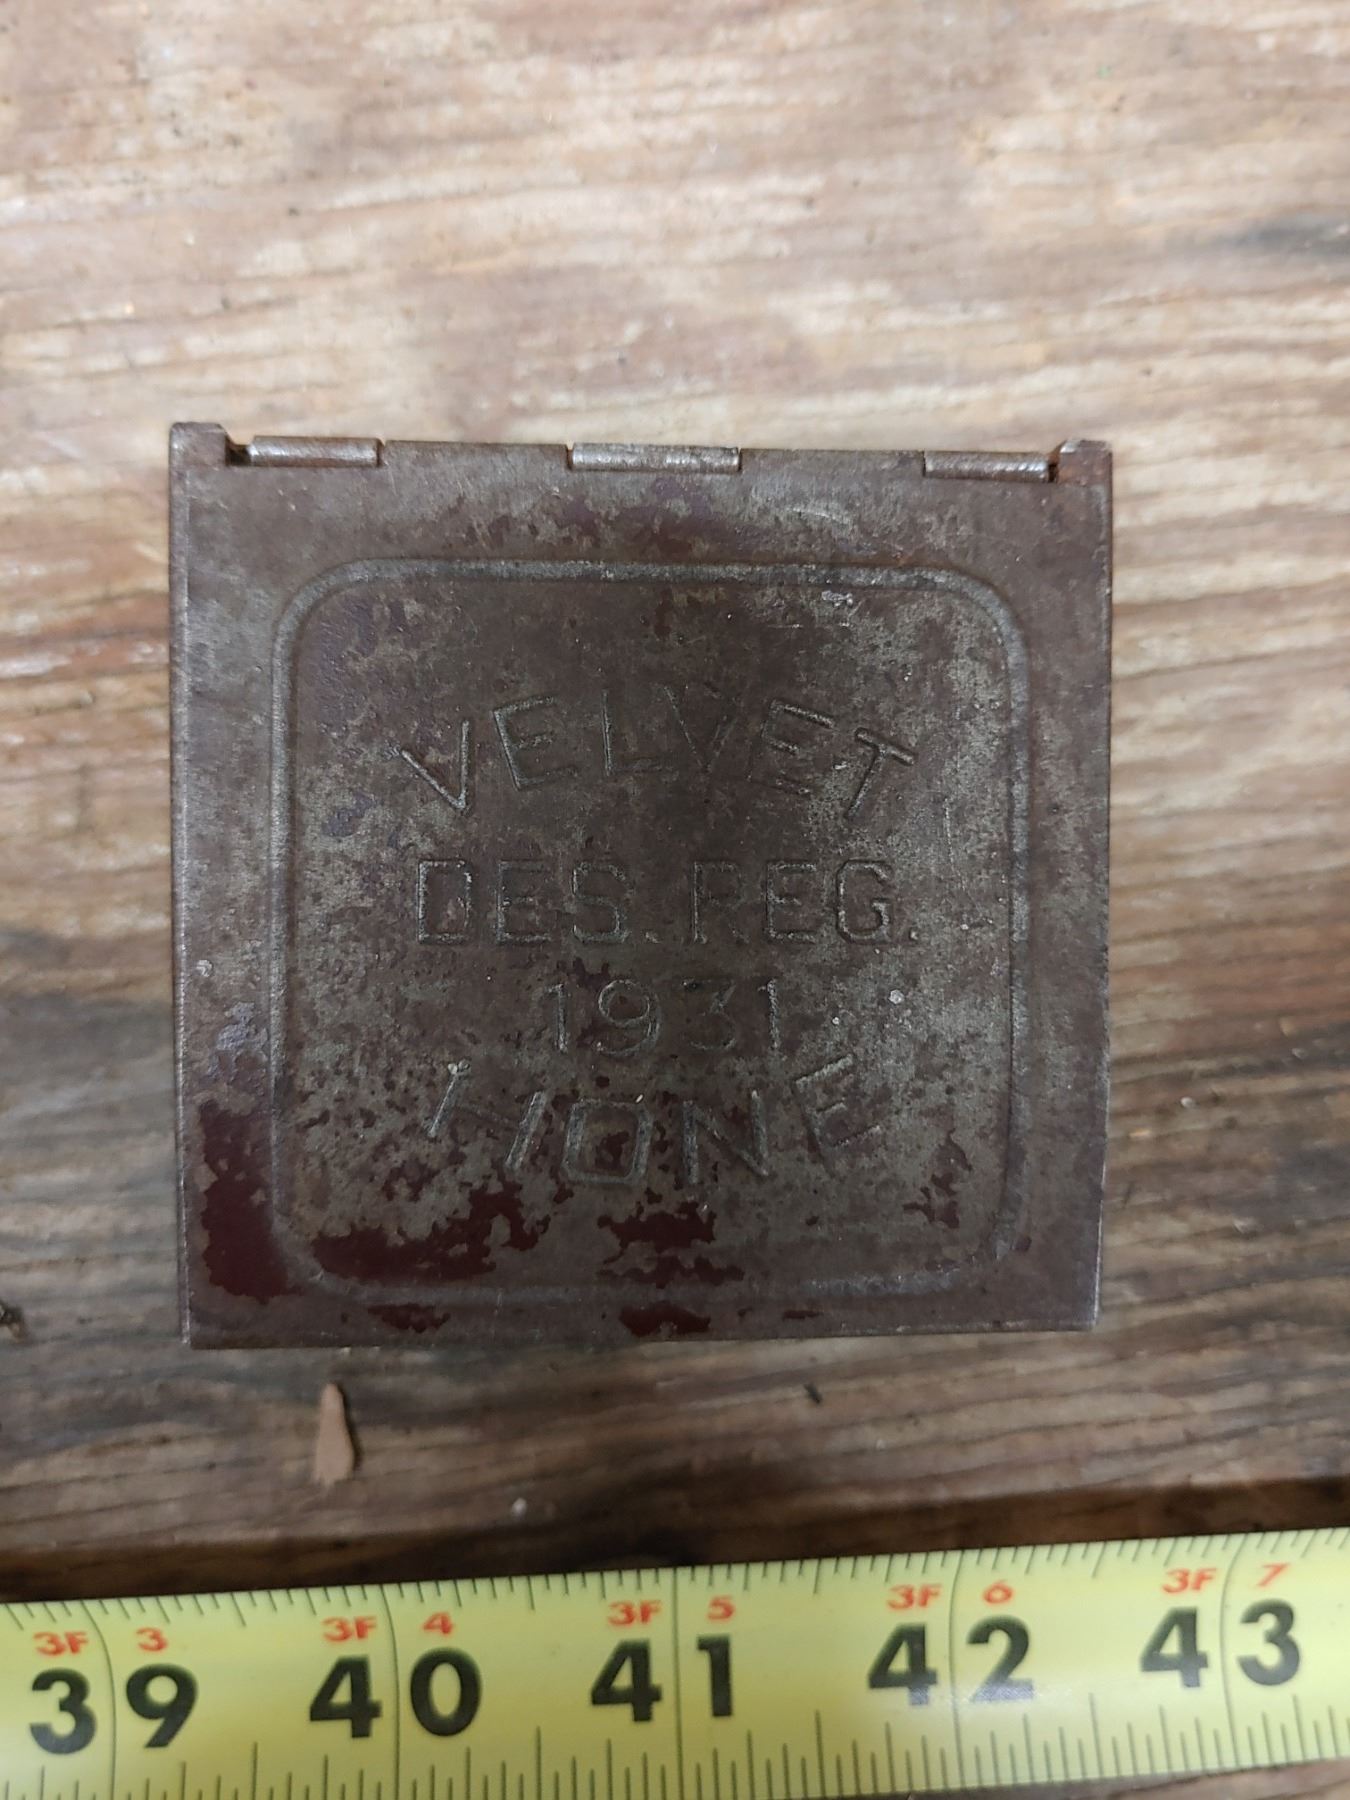 VELVET
DES. REG.
1931
HONE
3F 3 3F 4 3F 5 3F 6 3F 7
39 40 41 42 43